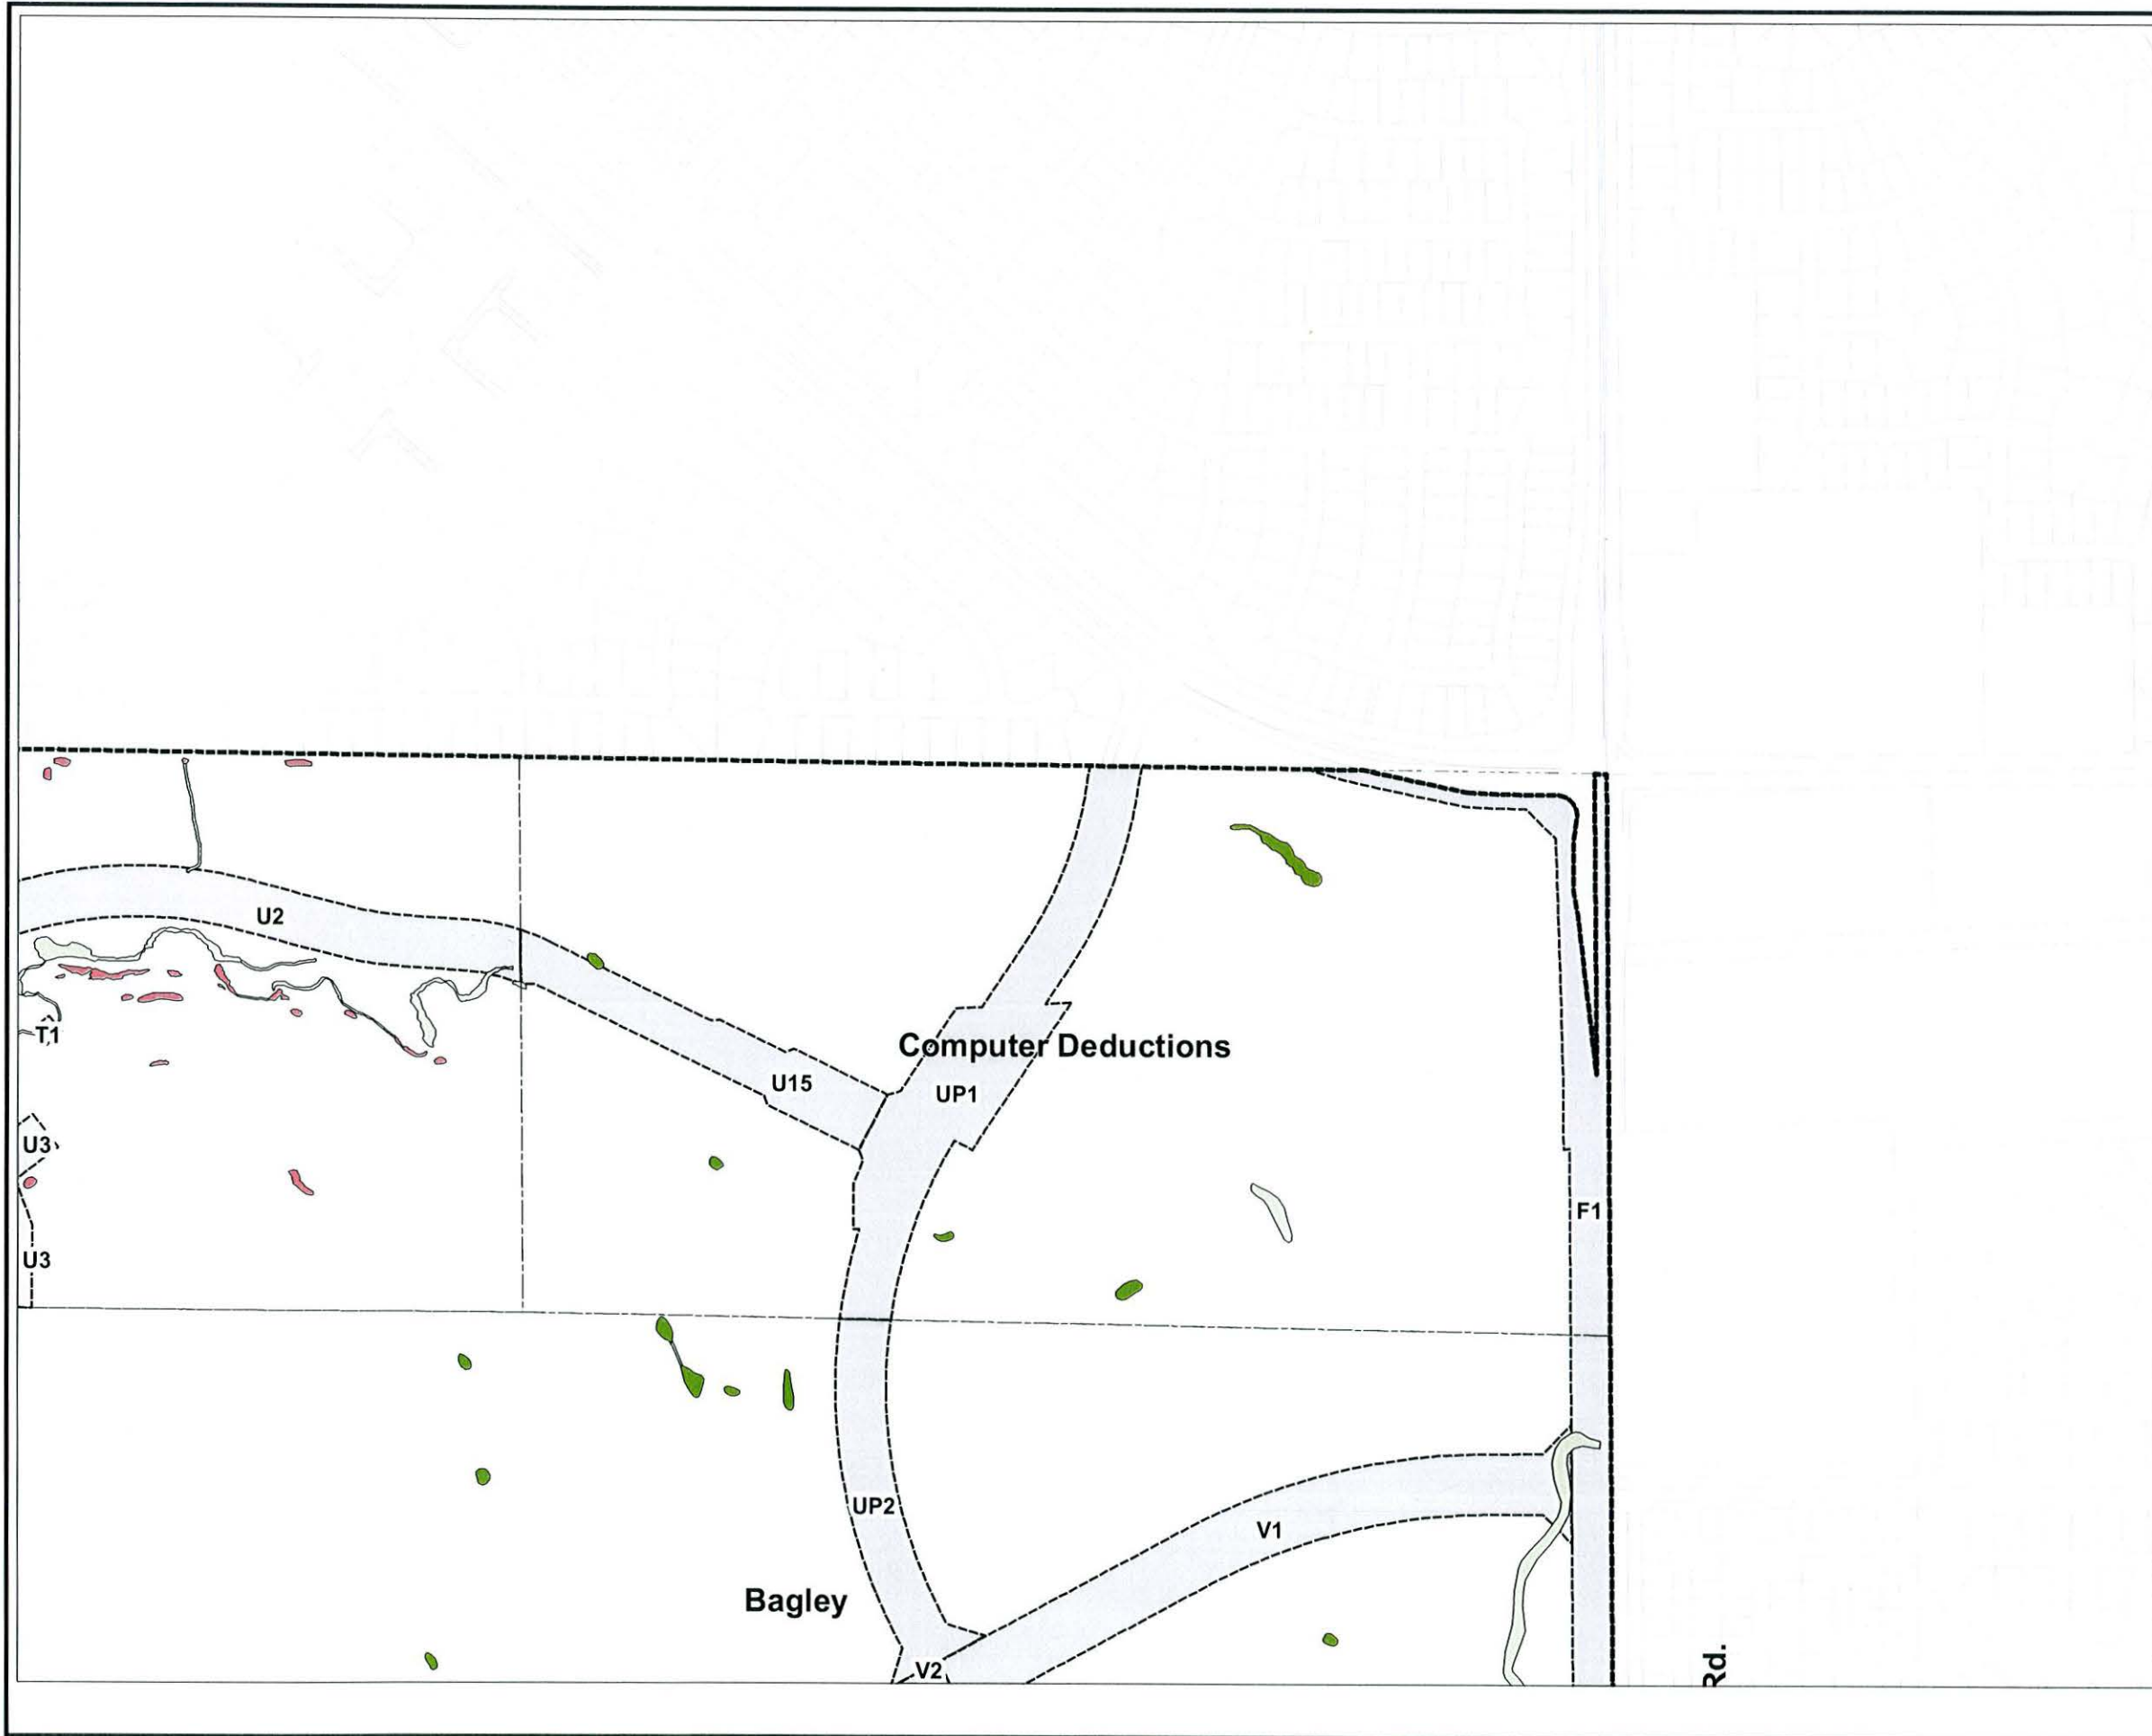 U2
T1
Computer Deductions
U15
UP1
U3
F1
U3
UP2
V1
Bagley
V2
Rd.